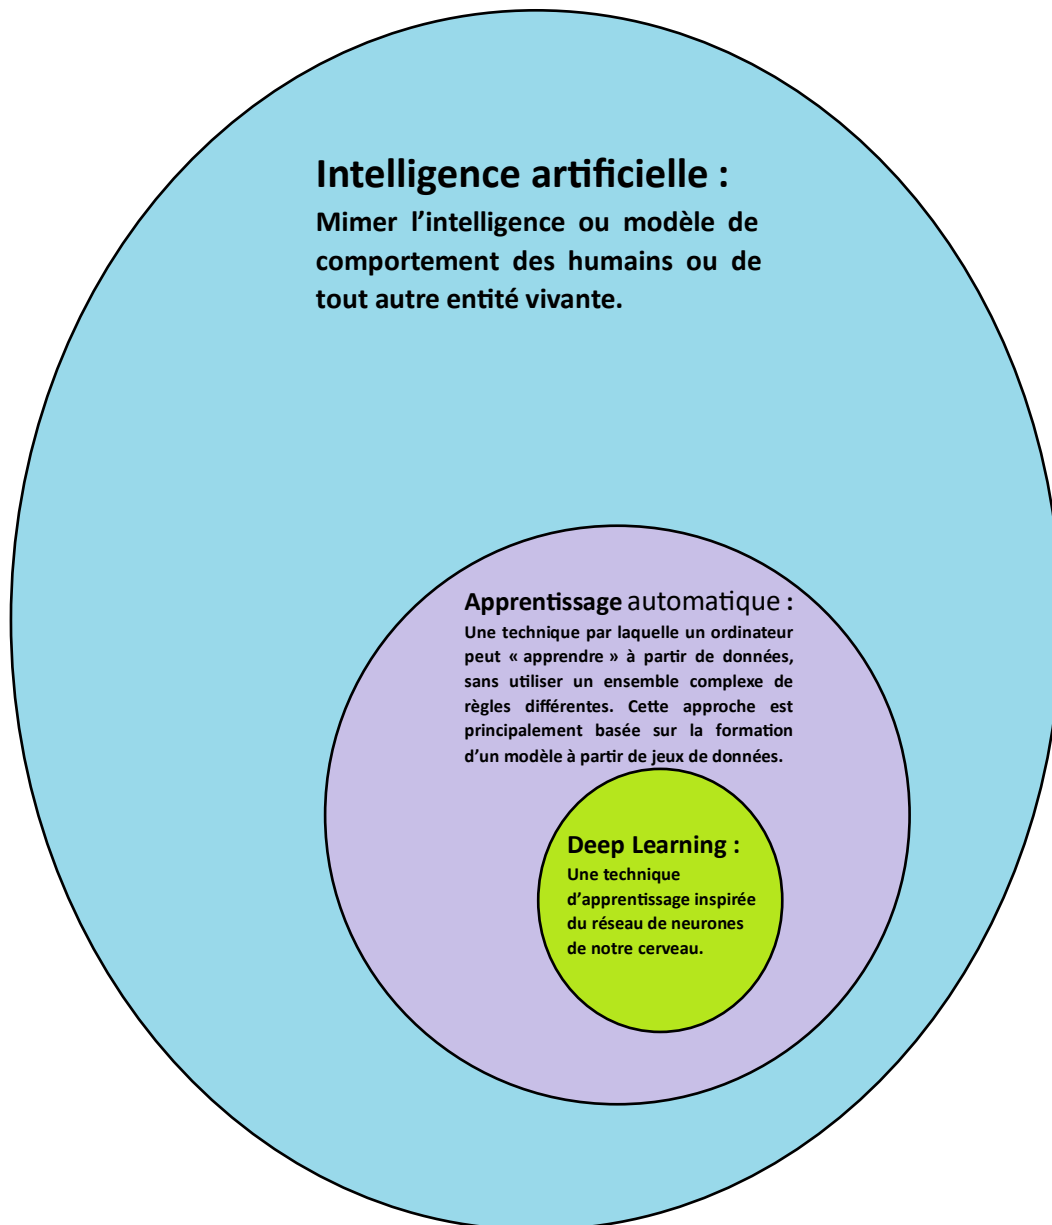 Intelligence artificielle :
Mimer l’intelligence ou modèle de
comportement des humains ou de
tout autre entité vivante.
Apprentissage automatique :
Une technique par laquelle un ordinateur
peut « apprendre » à partir de données,
sans utiliser un ensemble complexe de
règles différentes. Cette approche est
principalement basée sur la formation
d’un modèle à partir de jeux de données.
Deep Learning :
Une technique
d’apprentissage inspirée
du réseau de neurones
de notre cerveau.